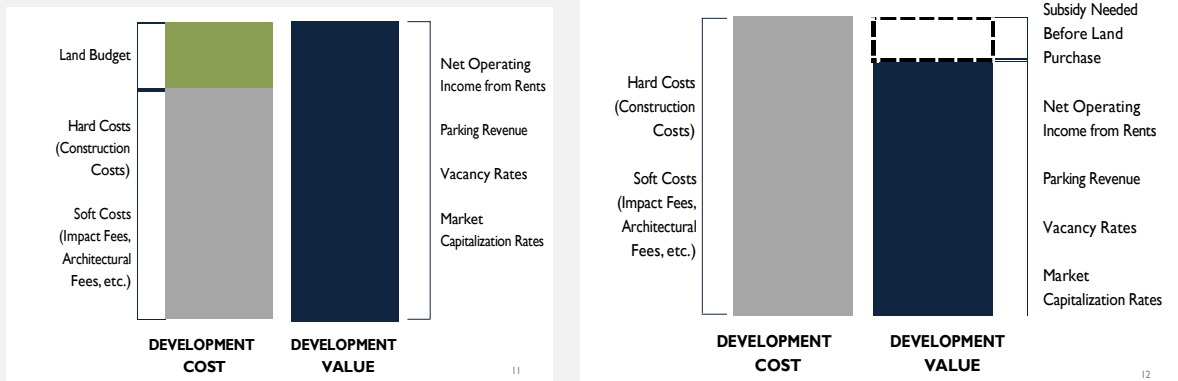 Land Budget
Hard Costs
(Construction
Costs)
Soft Costs
(Impact Fees,
Architectural
Fees, etc.)
Net Operating
Income from Rents
Parking Revenue
Vacancy Rates
Market
Capitalization Rates
DEVELOPMENT
COST
DEVELOPMENT
VALUE
11
Hard Costs
(Construction
Costs)
Soft Costs
(Impact Fees,
Architectural
Fees, etc.)
Subsidy Needed
Before Land
Purchase
Net Operating
Income from Rents
Parking Revenue
Vacancy Rates
Market
Capitalization Rates
DEVELOPMENT
COST
DEVELOPMENT
VALUE
12